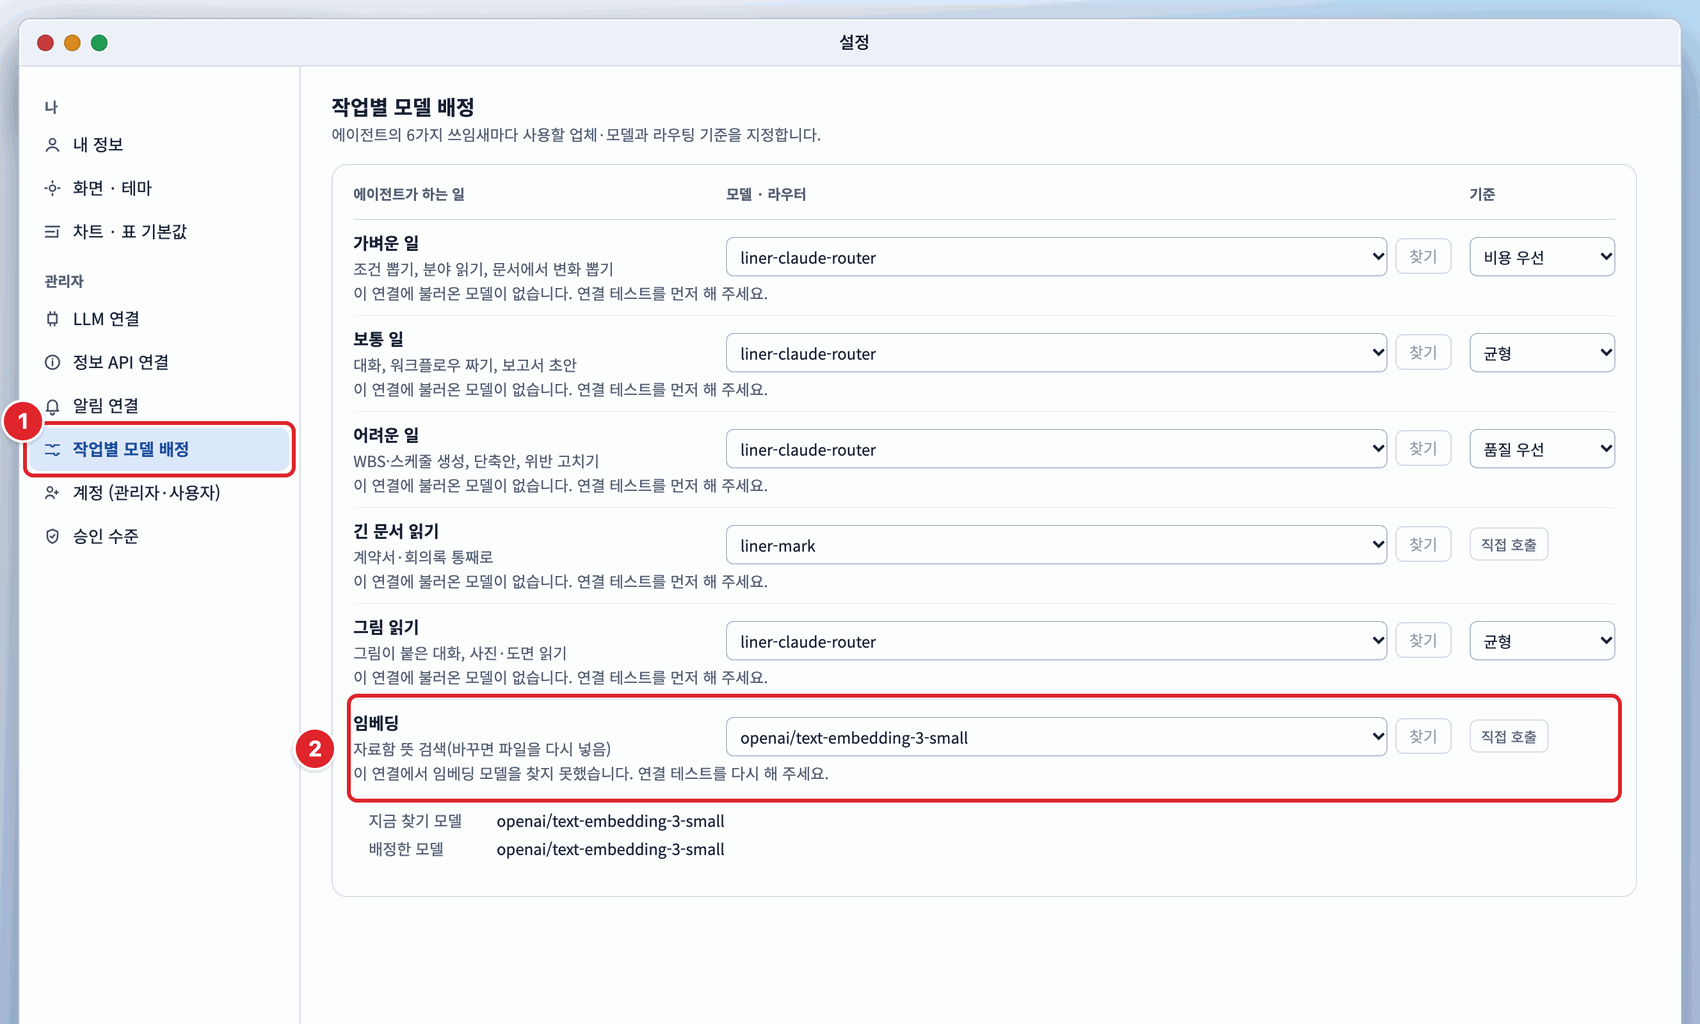 설정
나
내 정보
화면 · 테마
차트 · 표 기본값
관리자
LLM 연결
정보 API 연결
알림 연결
1
작업별 모델 배정
계정 (관리자·사용자)
승인 수준
작업별 모델 배정
에이전트의 6가지 쓰임새마다 사용할 업체·모델과 라우팅 기준을 지정합니다.
에이전트가 하는 일 모델 · 라우터 기준
가벼운 일
조건 뽑기, 분야 읽기, 문서에서 변화 뽑기
이 연결에 불러온 모델이 없습니다. 연결 테스트를 먼저 해 주세요.
liner-claude-router 찾기 비용 우선
보통 일
대화, 워크플로우 짜기, 보고서 초안
이 연결에 불러온 모델이 없습니다. 연결 테스트를 먼저 해 주세요.
liner-claude-router 찾기 균형
어려운 일
WBS·스케줄 생성, 단축안, 위반 고치기
이 연결에 불러온 모델이 없습니다. 연결 테스트를 먼저 해 주세요.
liner-claude-router 찾기 품질 우선
긴 문서 읽기
계약서·회의록 통째로
이 연결에 불러온 모델이 없습니다. 연결 테스트를 먼저 해 주세요.
liner-mark 찾기 직접 호출
그림 읽기
그림이 붙은 대화, 사진·도면 읽기
이 연결에 불러온 모델이 없습니다. 연결 테스트를 먼저 해 주세요.
liner-claude-router 찾기 균형
2
임베딩
자료함 뜻 검색(바꾸면 파일을 다시 넣음)
이 연결에서 임베딩 모델을 찾지 못했습니다. 연결 테스트를 다시 해 주세요.
openai/text-embedding-3-small 찾기 직접 호출
지금 찾기 모델 openai/text-embedding-3-small
배정한 모델 openai/text-embedding-3-small